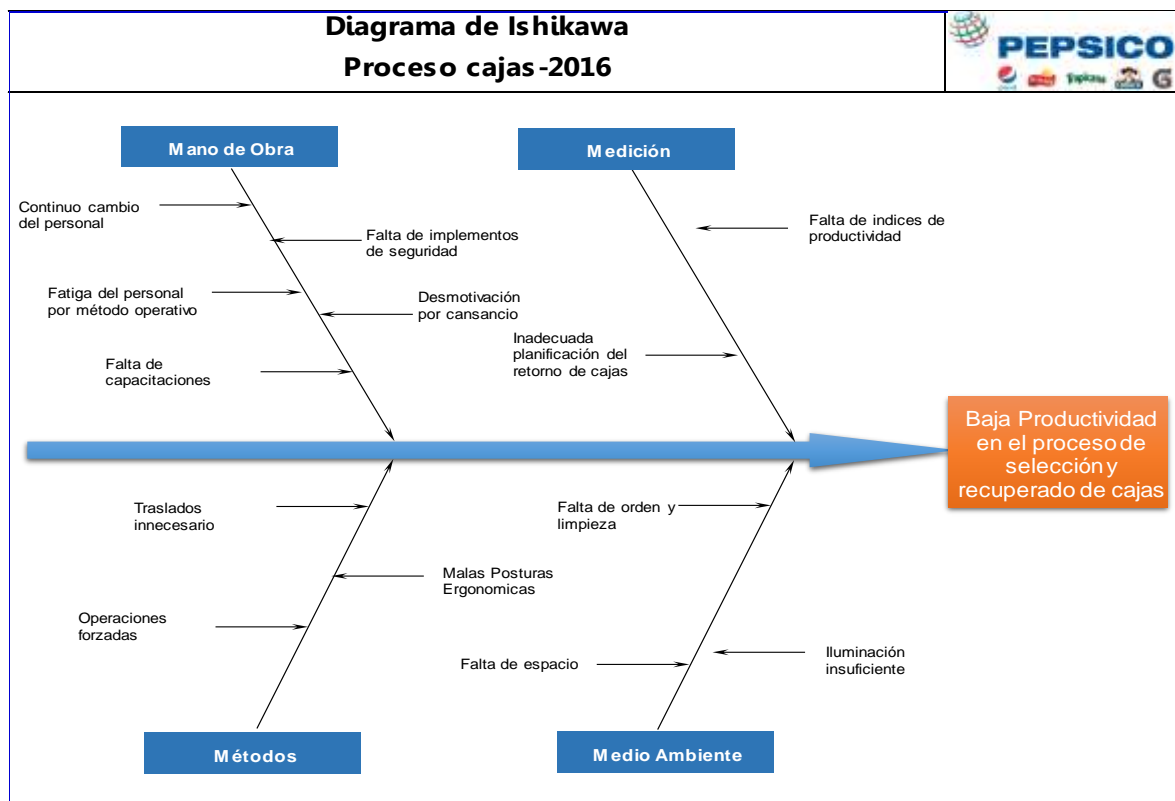 Diagrama de Ishikawa
Proceso cajas-2016
PEPSICO
pepsi
Tropicana
G
Mano de Obra
Medición
Continuo cambio
del personal
Falta de implementos
de seguridad
Fatiga del personal
por método operativo
Desmotivación
por cansancio
Falta de
capacitaciones
Falta de indices de
productividad
Inadecuada
planificación del
retorno de cajas
Baja Productividad
en el proceso de
selección y
recuperado de cajas
Traslados
innecesario
Malas Posturas
Ergonomicas
Operaciones
forzadas
Falta de orden y
limpieza
Falta de espacio
Iluminación
insuficiente
Métodos
Medio Ambiente